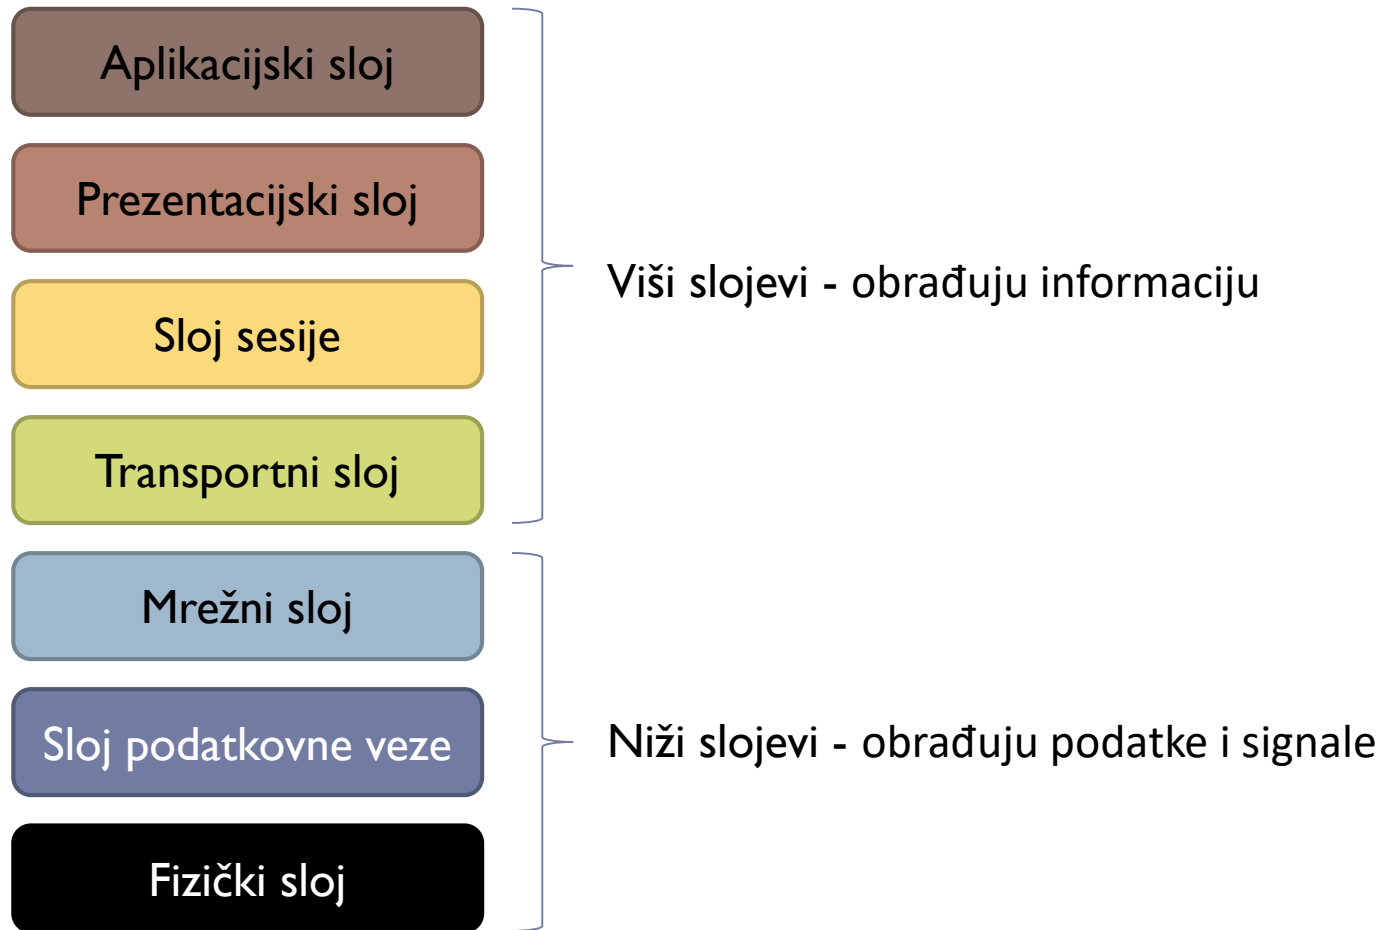 Aplikacijski sloj
Prezentacijski sloj
Sloj sesije
Transportni sloj
Mrežni sloj
Sloj podatkovne veze
Fizički sloj
Viši slojevi - obrađuju informaciju
Niži slojevi - obrađuju podatke i signale